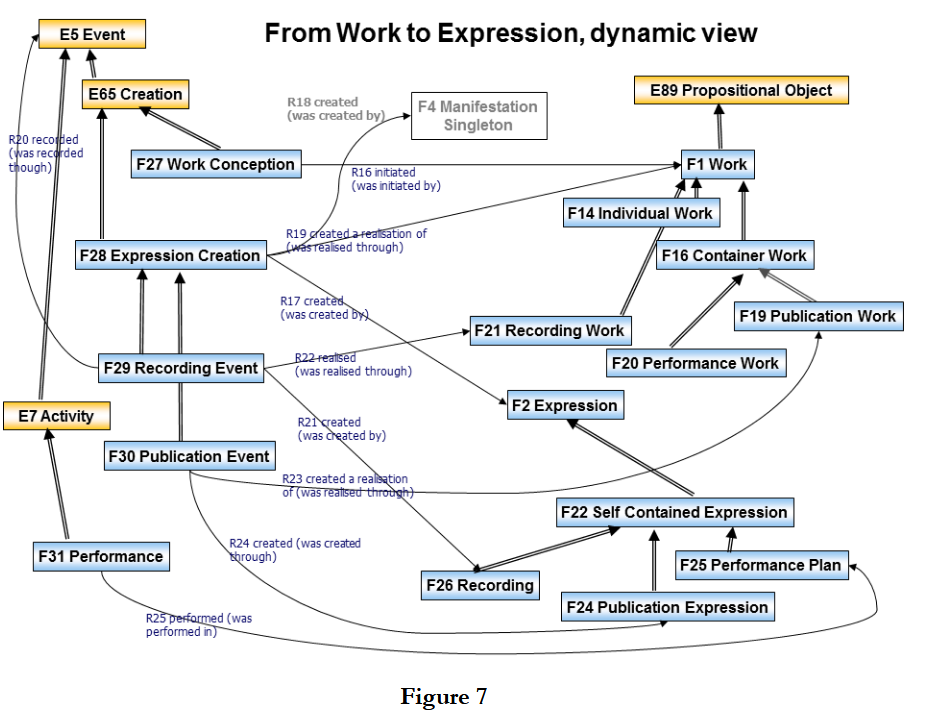 From Work to Expression, dynamic view
E5 Event
E65 Creation
E89 Propositional Object
R18 created
(was created by)
F4 Manifestation
Singleton
R20 recorded
(was recorded
though)
F27 Work Conception
F1 Work
R16 initiated
(was initiated by)
F14 Individual Work
R19 created a realisation of
(was realised through)
F28 Expression Creation
F16 Container Work
R17 created
(was created by)
F19 Publication Work
F21 Recording Work
F29 Recording Event
R22 realised
(was realised through)
F20 Performance Work
F2 Expression
E7 Activity
R21 created
(was created by)
F30 Publication Event
R23 created a realisation
of (was realised through)
F22 Self Contained Expression
R24 created (was created
through)
F31 Performance
F25 Performance Plan
F26 Recording
F24 Publication Expression
R25 performed (was
performed in)
Figure 7